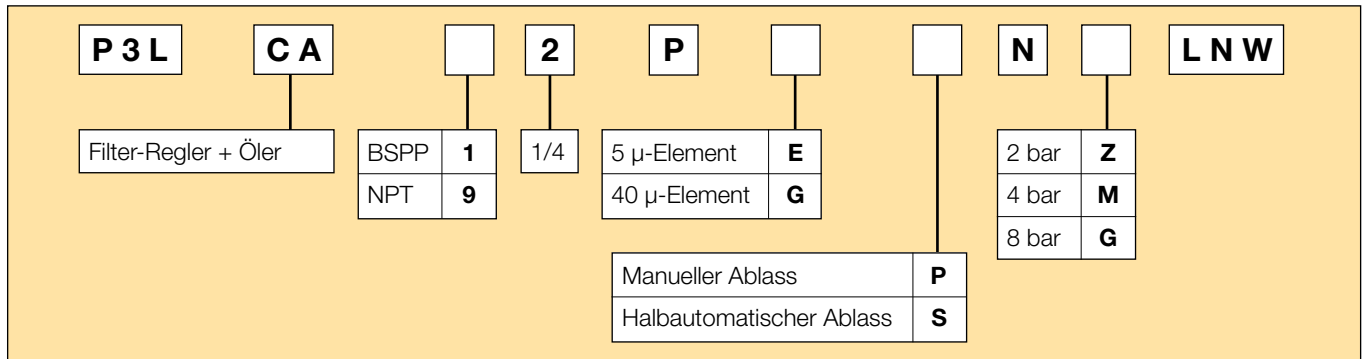 P 3 L C A 2 P N L N W
Filter-Regler + Öler BSPP 1 1/4 5 µ-Element E 2 bar Z
NPT 9 40 µ-Element G 4 bar M
8 bar G
Manueller Ablass P
Halbautomatischer Ablass S